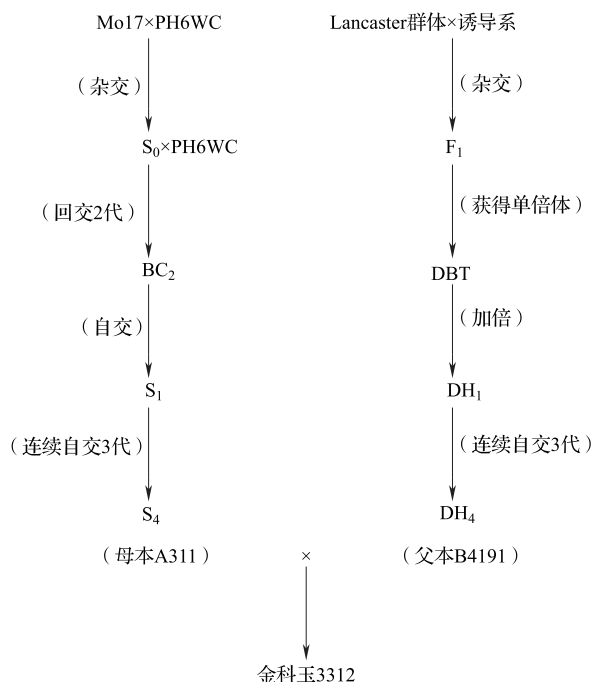 Mo17×PH6WC
Lancaster群体×诱导系
（杂交）
（杂交）
S₀×PH6WC
F₁
（回交2代）
（获得单倍体）
BC₂
DBT
（自交）
（加倍）
S₁
DH₁
（连续自交3代）
（连续自交3代）
S₄
DH₄
（母本A311）
×
（父本B4191）
金科玉3312